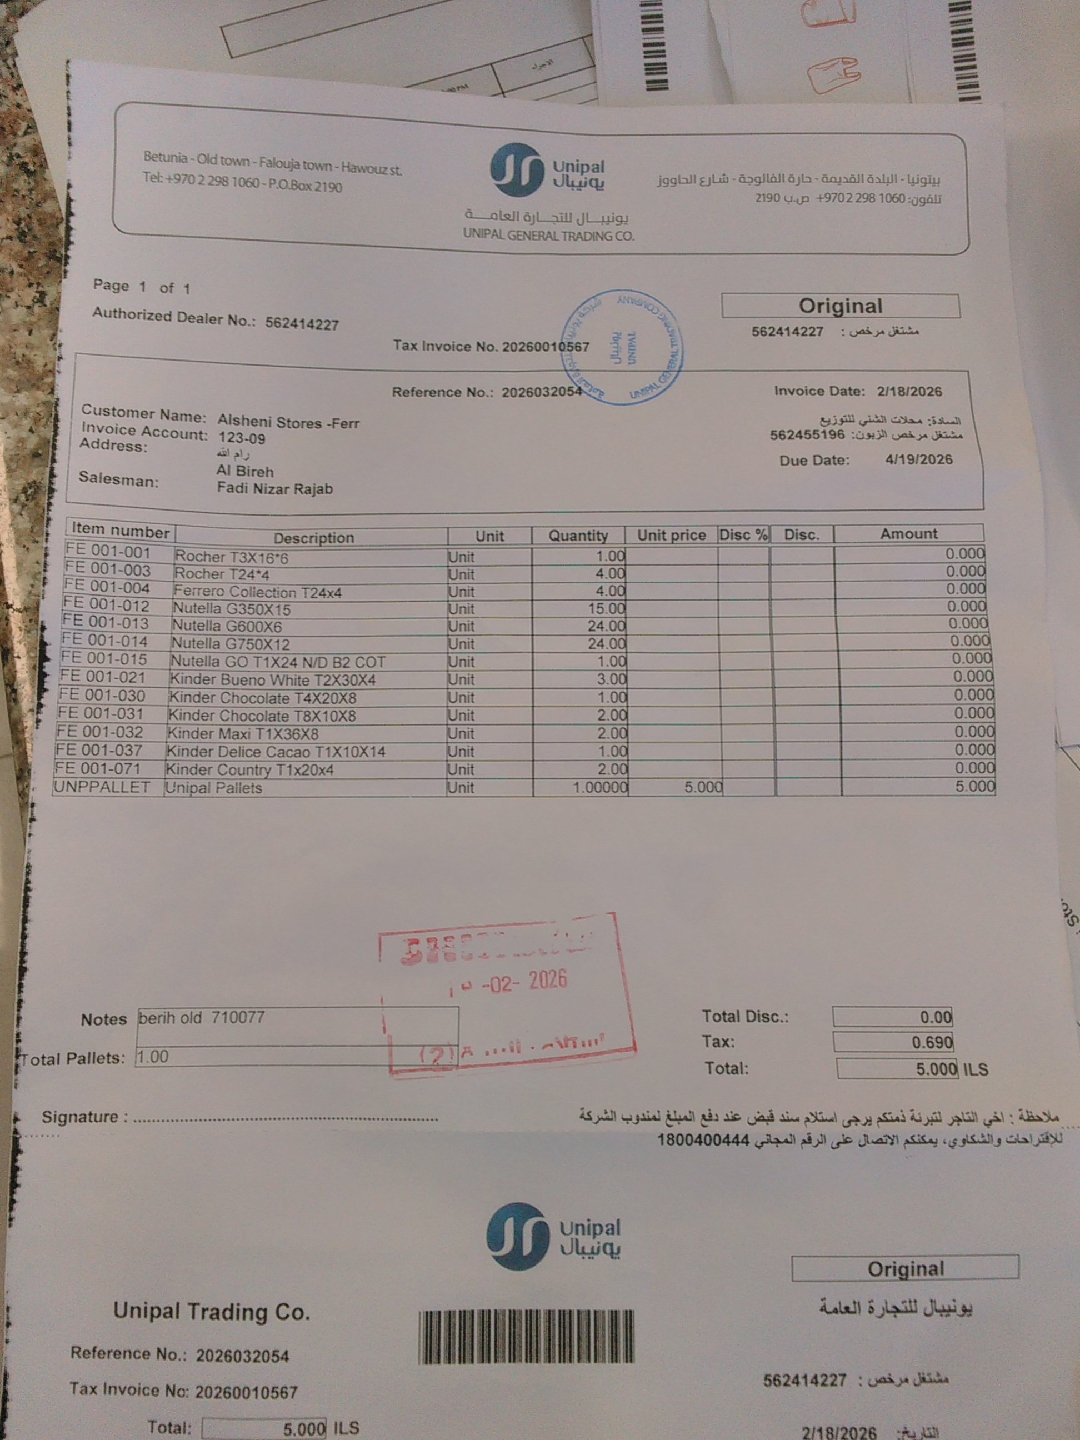 Betunia - Old town - Falouja town - Hawouz st.
Tel: +970 2 298 1060 - P.O.Box 2190
Unipal
يونيبال
يونيبال للتجارة العامة
UNIPAL GENERAL TRADING CO.
بيتونيا - البلدة القديمة - حارة الفالوجة - شارع الحاووز
تلفون: 1060 298 2 970+ ص.ب 2190
Page 1 of 1
Authorized Dealer No.: 562414227
Original
مشتغل مرخص : 562414227
Tax Invoice No. 20260010567
UNIPAL GENERAL TRADING COMPANY
UNIPAL
يونيبال
Reference No.: 2026032054
Invoice Date: 2/18/2026
Customer Name: Alsheni Stores -Ferr
السادة: محلات الشني للتوزيع
Invoice Account: 123-09
مشتغل مرخص الزبون: 562455196
Address: رام الله
Al Bireh
Due Date: 4/19/2026
Salesman: Fadi Nizar Rajab
Item number Description Unit Quantity Unit price Disc % Disc. Amount
FE 001-001 Rocher T3X16*6 Unit 1.00 0.000
FE 001-003 Rocher T24*4 Unit 4.00 0.000
FE 001-004 Ferrero Collection T24x4 Unit 4.00 0.000
FE 001-012 Nutella G350X15 Unit 15.00 0.000
FE 001-013 Nutella G600X6 Unit 24.00 0.000
FE 001-014 Nutella G750X12 Unit 24.00 0.000
FE 001-015 Nutella GO T1X24 N/D B2 COT Unit 1.00 0.000
FE 001-021 Kinder Bueno White T2X30X4 Unit 3.00 0.000
FE 001-030 Kinder Chocolate T4X20X8 Unit 1.00 0.000
FE 001-031 Kinder Chocolate T8X10X8 Unit 2.00 0.000
FE 001-032 Kinder Maxi T1X36X8 Unit 2.00 0.000
FE 001-037 Kinder Delice Cacao T1X10X14 Unit 1.00 0.000
FE 001-071 Kinder Country T1x20x4 Unit 2.00 0.000
UNPPALLET Unipal Pallets Unit 1.00000 5.000 5.000
-02- 2026
(2)
Notes berih old 710077
Total Pallets: 1.00
Total Disc.: 0.00
Tax: 0.690
Total: 5.000 ILS
Signature :
ملاحظة : اخي التاجر لتبرئة ذمتكم يرجى استلام سند قبض عند دفع المبلغ لمندوب الشركة
للإقتراحات والشكاوي، يمكنكم الاتصال على الرقم المجاني 1800400444
Unipal
يونيبال
Original
Unipal Trading Co.
يونيبال للتجارة العامة
Reference No.: 2026032054
مشتغل مرخص : 562414227
Tax Invoice No: 20260010567
Total: 5.000 ILS
التاريخ: 2/18/2026